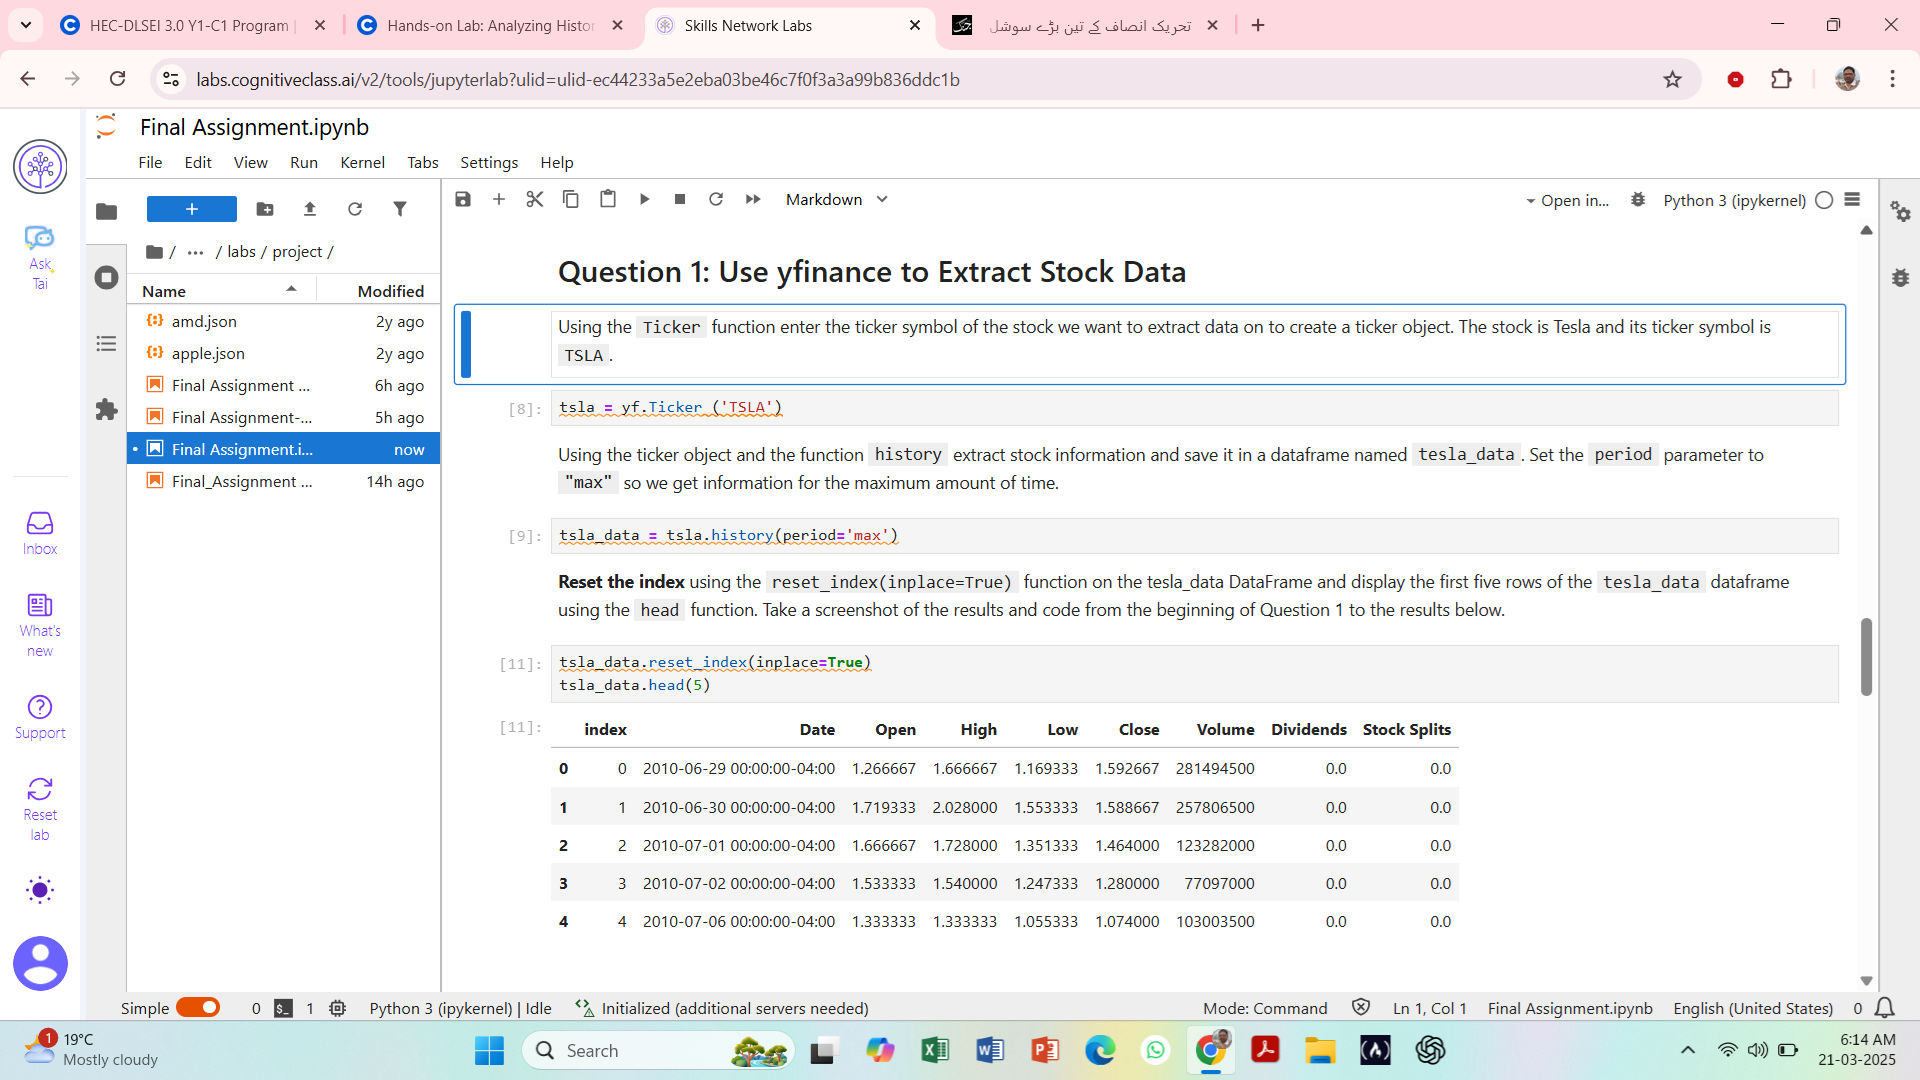 HEC-DLSEI 3.0 Y1-C1 Program |
Hands-on Lab: Analyzing Histor
Skills Network Labs
تحریک انصاف کے تین بڑے سوشل
labs.cognitiveclass.ai/v2/tools/jupyterlab?ulid=ulid-ec44233a5e2eba03be46c7f0f3a3a99b836ddc1b
Final Assignment.ipynb
File Edit View Run Kernel Tabs Settings Help
Markdown
Open in...
Python 3 (ipykernel)
Ask
Tai
Inbox
What's
new
Support
Reset
lab
/ ... / labs / project /
Name Modified
amd.json 2y ago
apple.json 2y ago
Final Assignment ... 6h ago
Final Assignment-... 5h ago
Final Assignment.i... now
Final_Assignment ... 14h ago
Question 1: Use yfinance to Extract Stock Data
Using the Ticker function enter the ticker symbol of the stock we want to extract data on to create a ticker object. The stock is Tesla and its ticker symbol is
TSLA .
[8]: tsla = yf.Ticker ('TSLA')
Using the ticker object and the function history extract stock information and save it in a dataframe named tesla_data . Set the period parameter to
"max" so we get information for the maximum amount of time.
[9]: tsla_data = tsla.history(period='max')
Reset the index using the reset_index(inplace=True) function on the tesla_data DataFrame and display the first five rows of the tesla_data dataframe
using the head function. Take a screenshot of the results and code from the beginning of Question 1 to the results below.
[11]: tsla_data.reset_index(inplace=True)
tsla_data.head(5)
[11]: index Date Open High Low Close Volume Dividends Stock Splits
0 0 2010-06-29 00:00:00-04:00 1.266667 1.666667 1.169333 1.592667 281494500 0.0 0.0
1 1 2010-06-30 00:00:00-04:00 1.719333 2.028000 1.553333 1.588667 257806500 0.0 0.0
2 2 2010-07-01 00:00:00-04:00 1.666667 1.728000 1.351333 1.464000 123282000 0.0 0.0
3 3 2010-07-02 00:00:00-04:00 1.533333 1.540000 1.247333 1.280000 77097000 0.0 0.0
4 4 2010-07-06 00:00:00-04:00 1.333333 1.333333 1.055333 1.074000 103003500 0.0 0.0
Simple 0 1 Python 3 (ipykernel) | Idle Initialized (additional servers needed) Mode: Command Ln 1, Col 1 Final Assignment.ipynb English (United States) 0
1
19°C
Mostly cloudy
Search
6:14 AM
21-03-2025